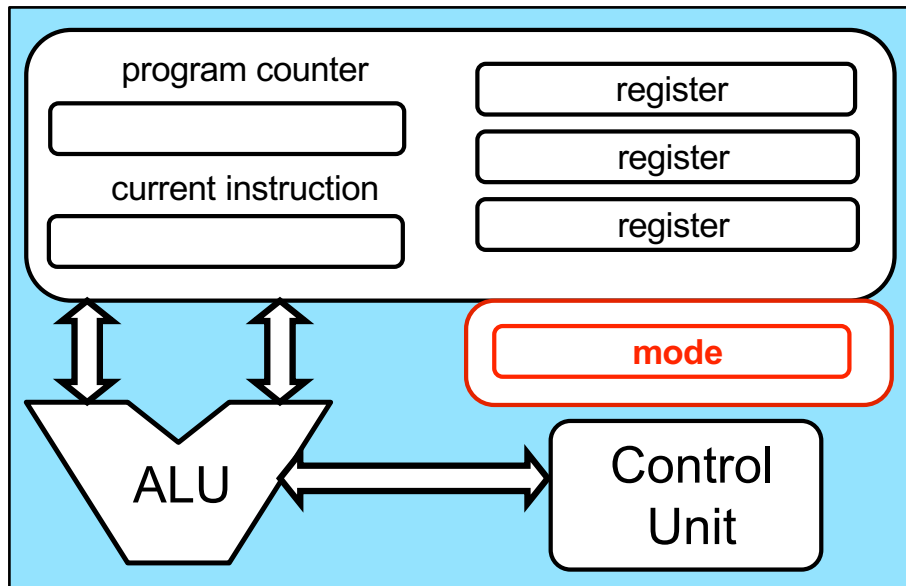 program counter
register
register
current instruction
register
mode
ALU
Control
Unit